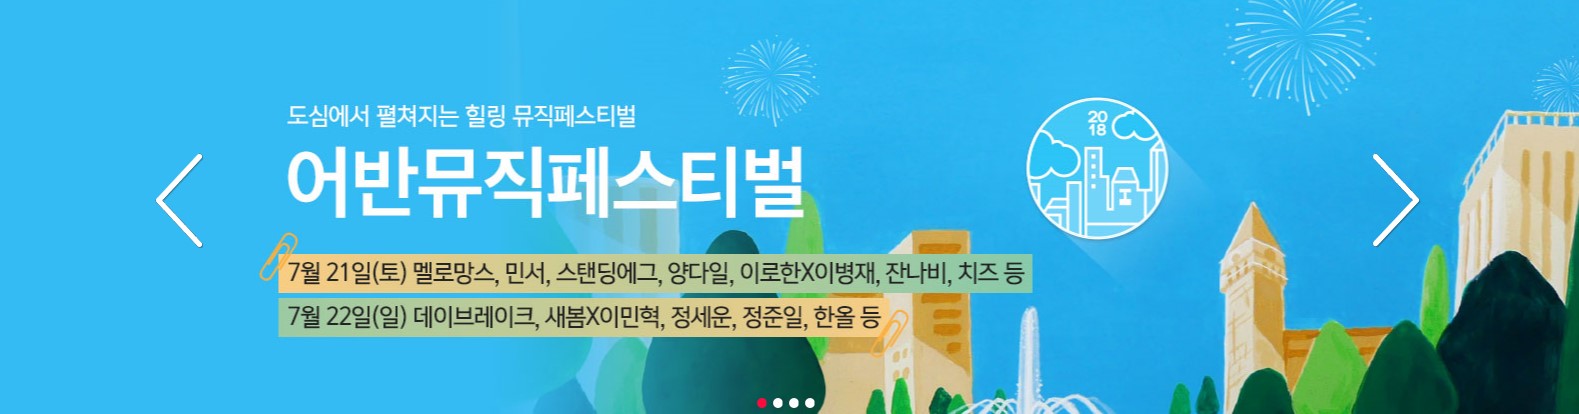 도심에서 펼쳐지는 힐링 뮤직페스티벌
어반뮤직페스티벌
7월 21일(토) 멜로망스, 민서, 스탠딩에그, 양다일, 이로한X이병재, 잔나비, 치즈 등
7월 22일(일) 데이브레이크, 새봄X이민혁, 정세운, 정준일, 한올 등
20
18